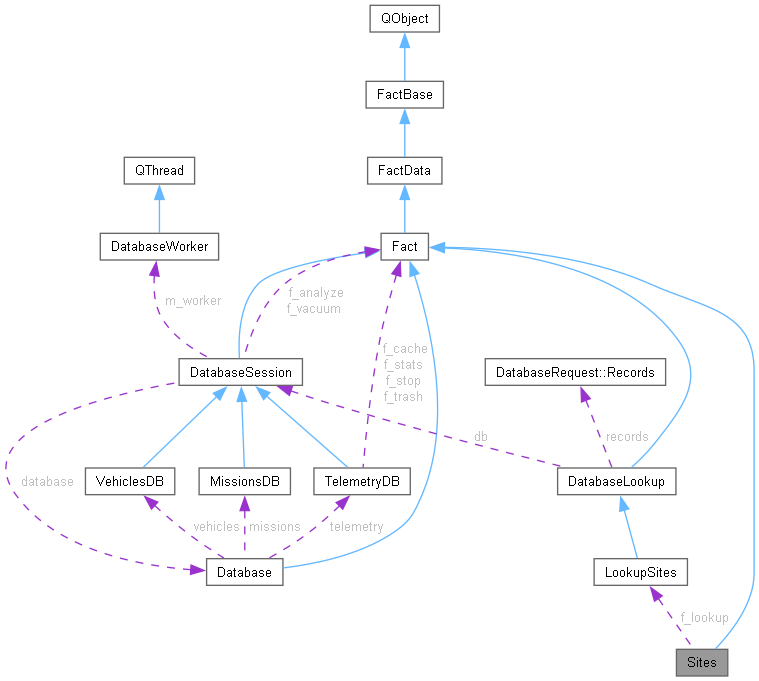 QObject
FactBase
FactData
QThread
DatabaseWorker
Fact
f_analyze
f_vacuum
m_worker
f_cache
f_stats
f_stop
f_trash
DatabaseSession
DatabaseRequest::Records
db
records
database
VehiclesDB
MissionsDB
TelemetryDB
DatabaseLookup
vehicles
missions
telemetry
Database
LookupSites
f_lookup
Sites